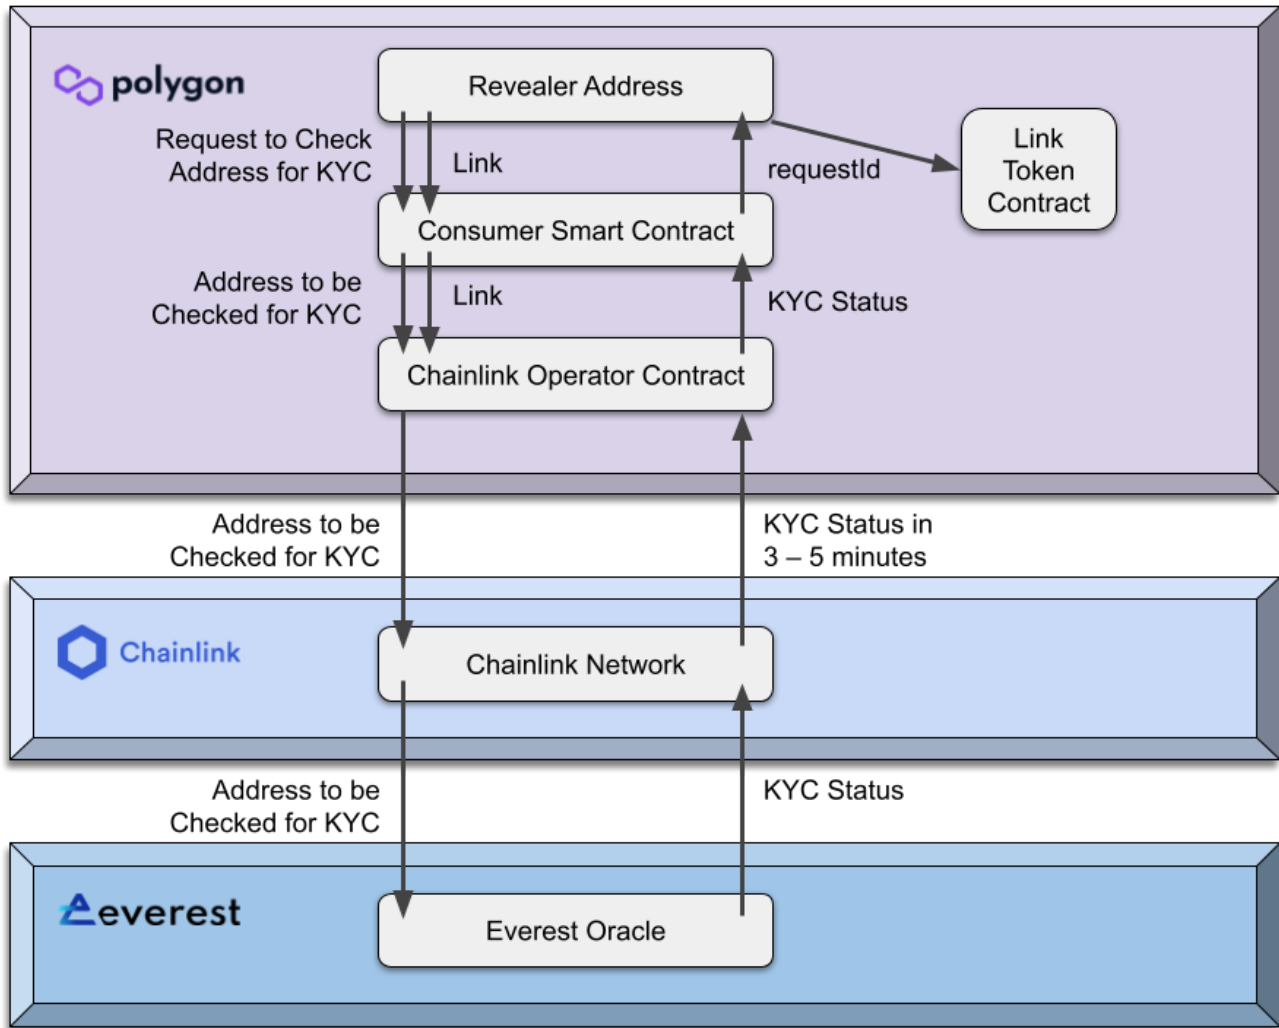 polygon
Revealer Address
Request to Check
Address for KYC
Link
requestId
Link
Token
Contract
Consumer Smart Contract
Address to be
Checked for KYC
Link
KYC Status
Chainlink Operator Contract
Address to be
Checked for KYC
KYC Status in
3 – 5 minutes
Chainlink
Chainlink Network
Address to be
Checked for KYC
KYC Status
everest
Everest Oracle